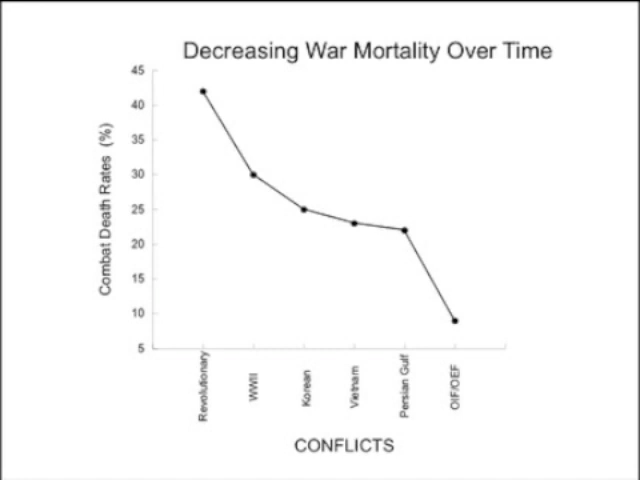 Decreasing War Mortality Over Time
45
40
35
30
25
20
15
10
5
Combat Death Rates (%)
Revolutionary
WWII
Korean
Vietnam
Persian Gulf
OIF/OEF
CONFLICTS